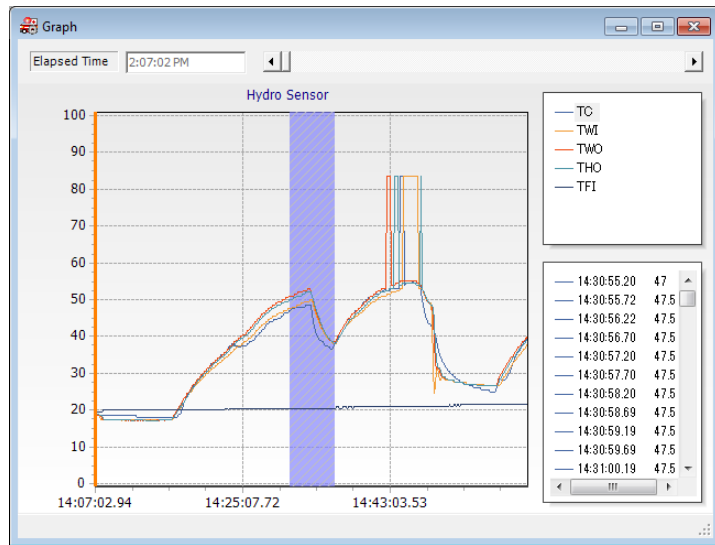 Graph
Elapsed Time 2:07:02 PM
Hydro Sensor
100
90
80
70
60
50
40
30
20
10
0
14:07:02.94 14:25:07.72 14:43:03.53
TC
TWI
TWO
THO
TFI
14:30:55.20 47
14:30:55.72 47.5
14:30:56.22 47.5
14:30:56.70 47.5
14:30:57.20 47.5
14:30:57.70 47.5
14:30:58.20 47.5
14:30:58.69 47.5
14:30:59.19 47.5
14:30:59.69 47.5
14:31:00.19 47.5